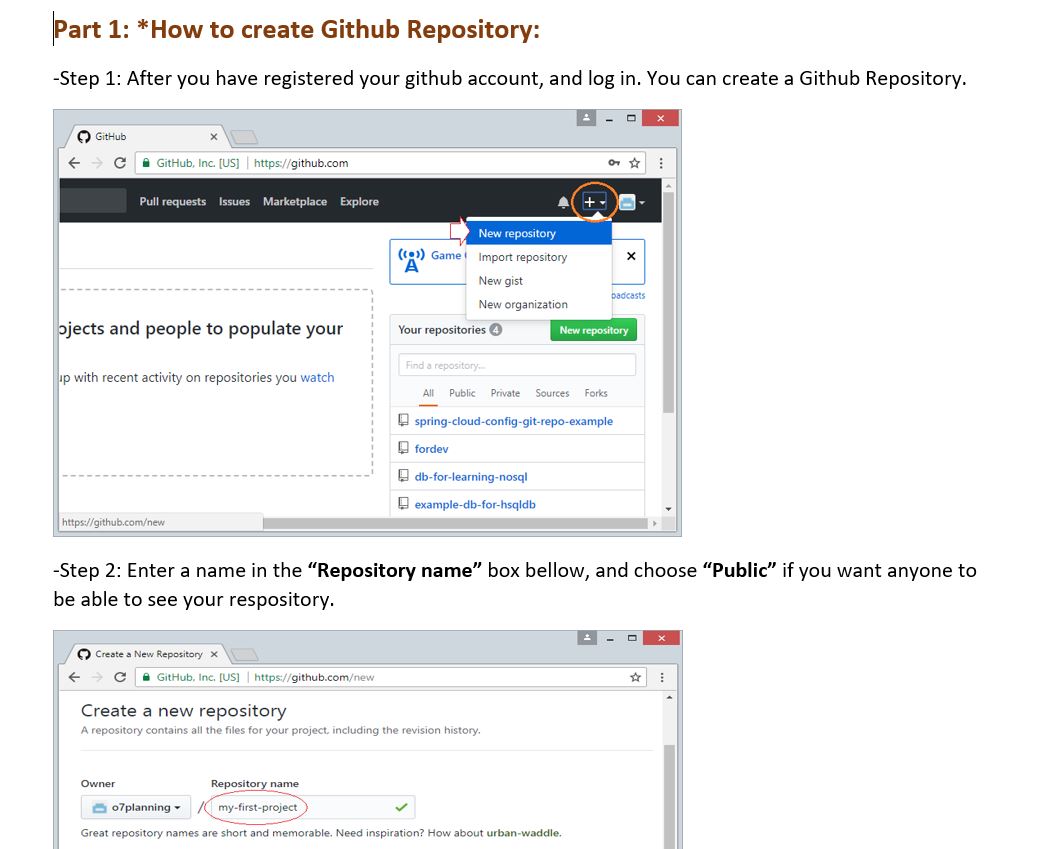 Part 1: *How to create Github Repository:
-Step 1: After you have registered your github account, and log in. You can create a Github Repository.
GitHub
GitHub, Inc. [US] | https://github.com
Pull requests Issues Marketplace Explore
New repository
Import repository
New gist
New organization
Game
oadcasts
ojects and people to populate your
up with recent activity on repositories you watch
Your repositories 4
New repository
Find a repository...
All Public Private Sources Forks
spring-cloud-config-git-repo-example
fordev
db-for-learning-nosql
example-db-for-hsqldb
https://github.com/new
-Step 2: Enter a name in the “Repository name” box bellow, and choose “Public” if you want anyone to
be able to see your respository.
Create a New Repository
GitHub, Inc. [US] | https://github.com/new
Create a new repository
A repository contains all the files for your project, including the revision history.
Owner Repository name
o7planning / my-first-project
Great repository names are short and memorable. Need inspiration? How about urban-waddle.